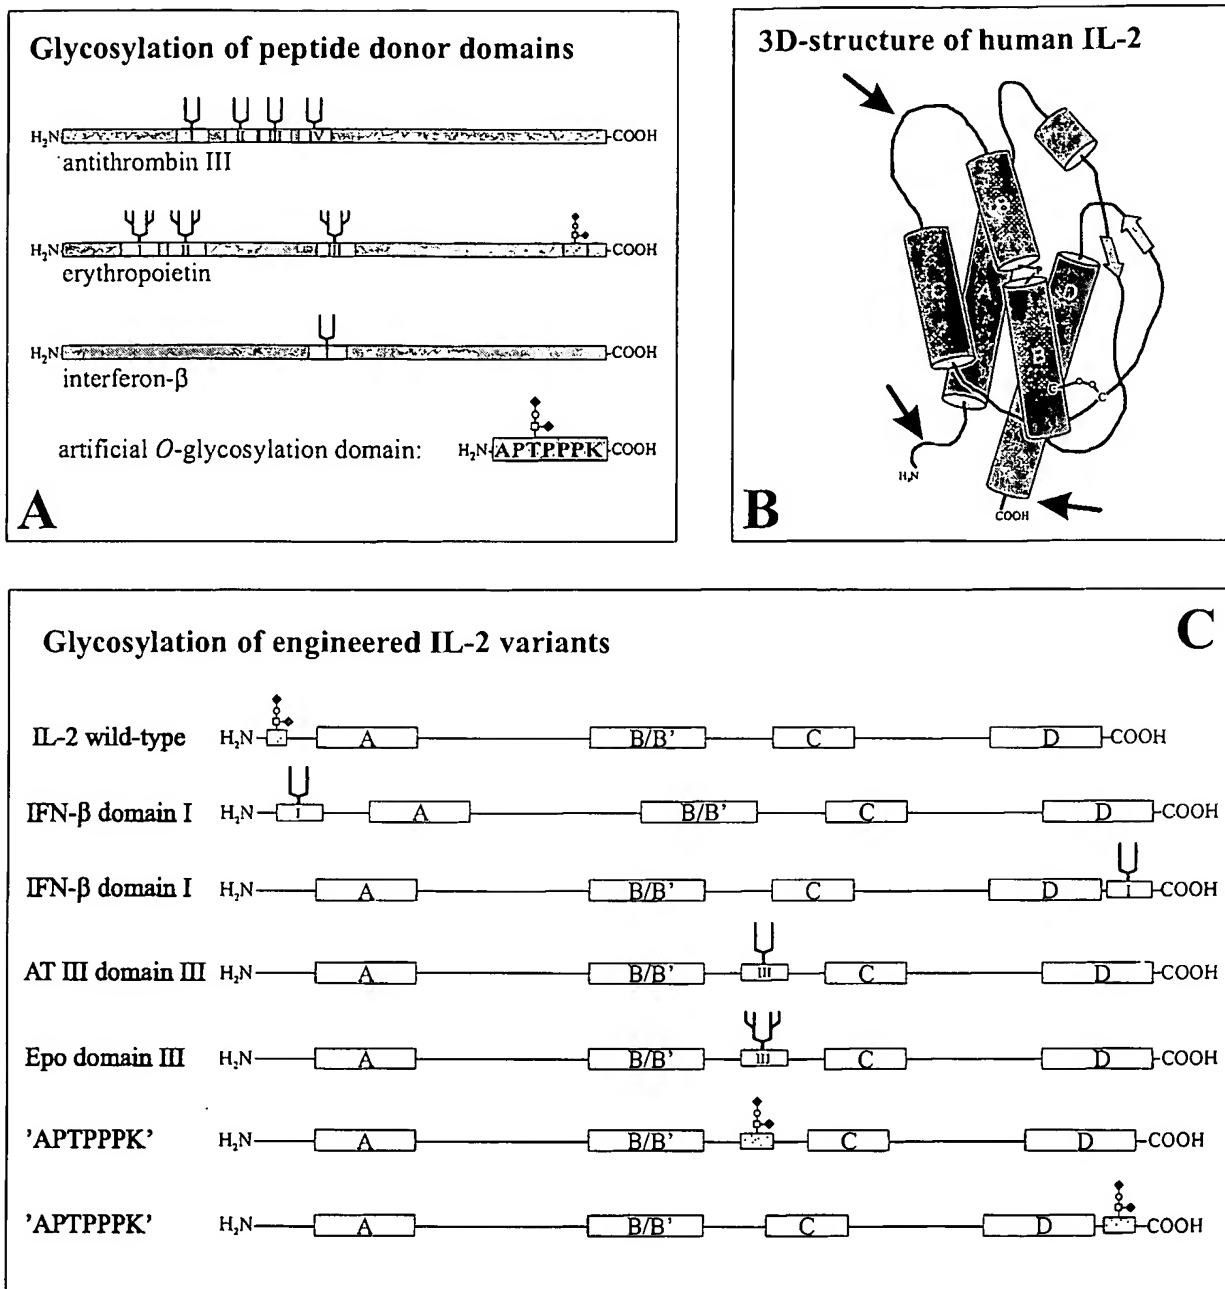 Glycosylation of peptide donor domains
I II III IV
H₂N COOH
antithrombin III
I II III
H₂N COOH
erythropoietin
I
H₂N COOH
interferon-β
artificial O-glycosylation domain: H₂N APTPPPK COOH
A
3D-structure of human IL-2
B'
C A D
B
C C
H₂N
COOH
B
C
Glycosylation of engineered IL-2 variants
IL-2 wild-type H₂N A B/B' C D COOH
IFN-β domain I H₂N I A B/B' C D COOH
IFN-β domain I H₂N A B/B' C D I COOH
AT III domain III H₂N A B/B' III C D COOH
Epo domain III H₂N A B/B' III C D COOH
'APTPPPK' H₂N A B/B' C D COOH
'APTPPPK' H₂N A B/B' C D COOH